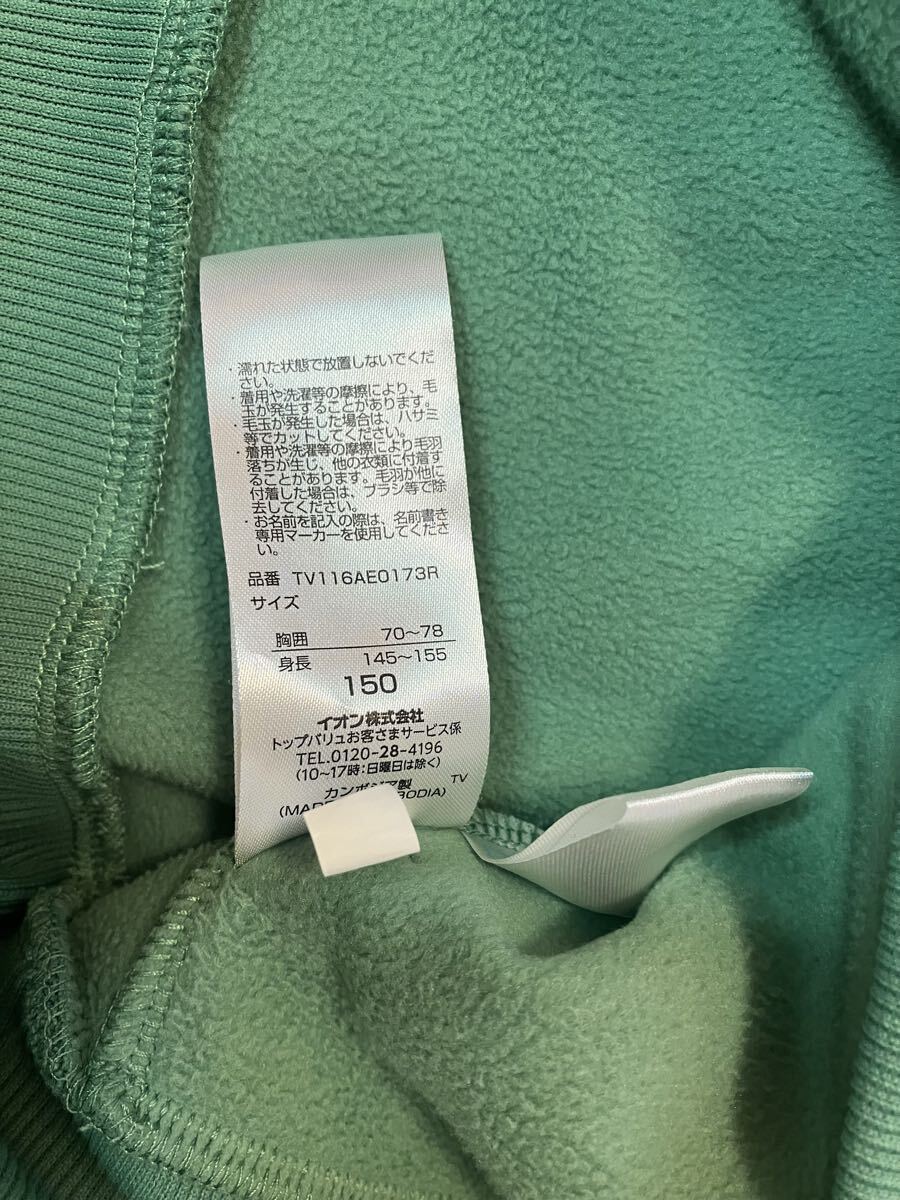 ・濡れた状態で放置しないでくだ
さい。
・着用や洗濯等の摩擦により、毛
玉が発生することがあります。
・毛玉が発生した場合は、ハサミ
等でカットしてください。
・着用や洗濯等の摩擦により毛羽
落ちが生じ、他の衣類に付着す
ることがあります。毛羽が他に
付着した場合は、ブラシ等で除
去してください。
・お名前を記入の際は、名前書き
専用マーカーを使用してくださ
い。
品番 TV116AE0173R
サイズ
胸囲 70〜78
身長 145〜155
150
イオン株式会社
トップバリュお客さまサービス係
TEL.0120-28-4196
(10〜17時:日曜日は除く)
カンボジア製 TV